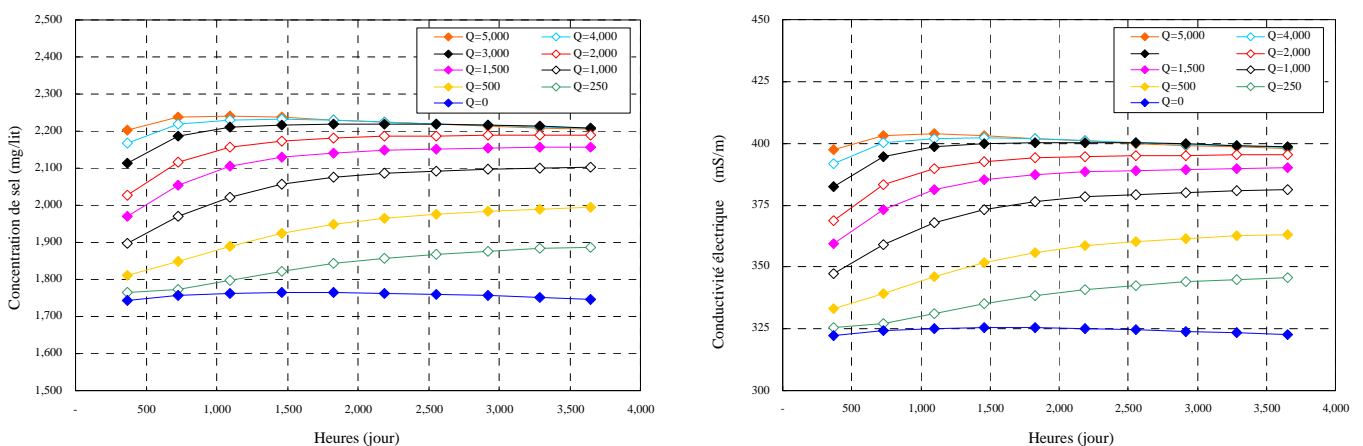 2,500
2,400
2,300
2,200
2,100
2,000
1,900
1,800
1,700
1,600
1,500
Concentration de sel (mg/lit)
Q=5,000 Q=4,000
Q=3,000 Q=2,000
Q=1,500 Q=1,000
Q=500 Q=250
Q=0
- 500 1,000 1,500 2,000 2,500 3,000 3,500 4,000
Heures (jour)
450
425
400
375
350
325
300
Conductivité électrique (mS/m)
Q=5,000 Q=4,000
Q=2,000
Q=1,500 Q=1,000
Q=500 Q=250
Q=0
- 500 1,000 1,500 2,000 2,500 3,000 3,500 4,000
Heures (jour)